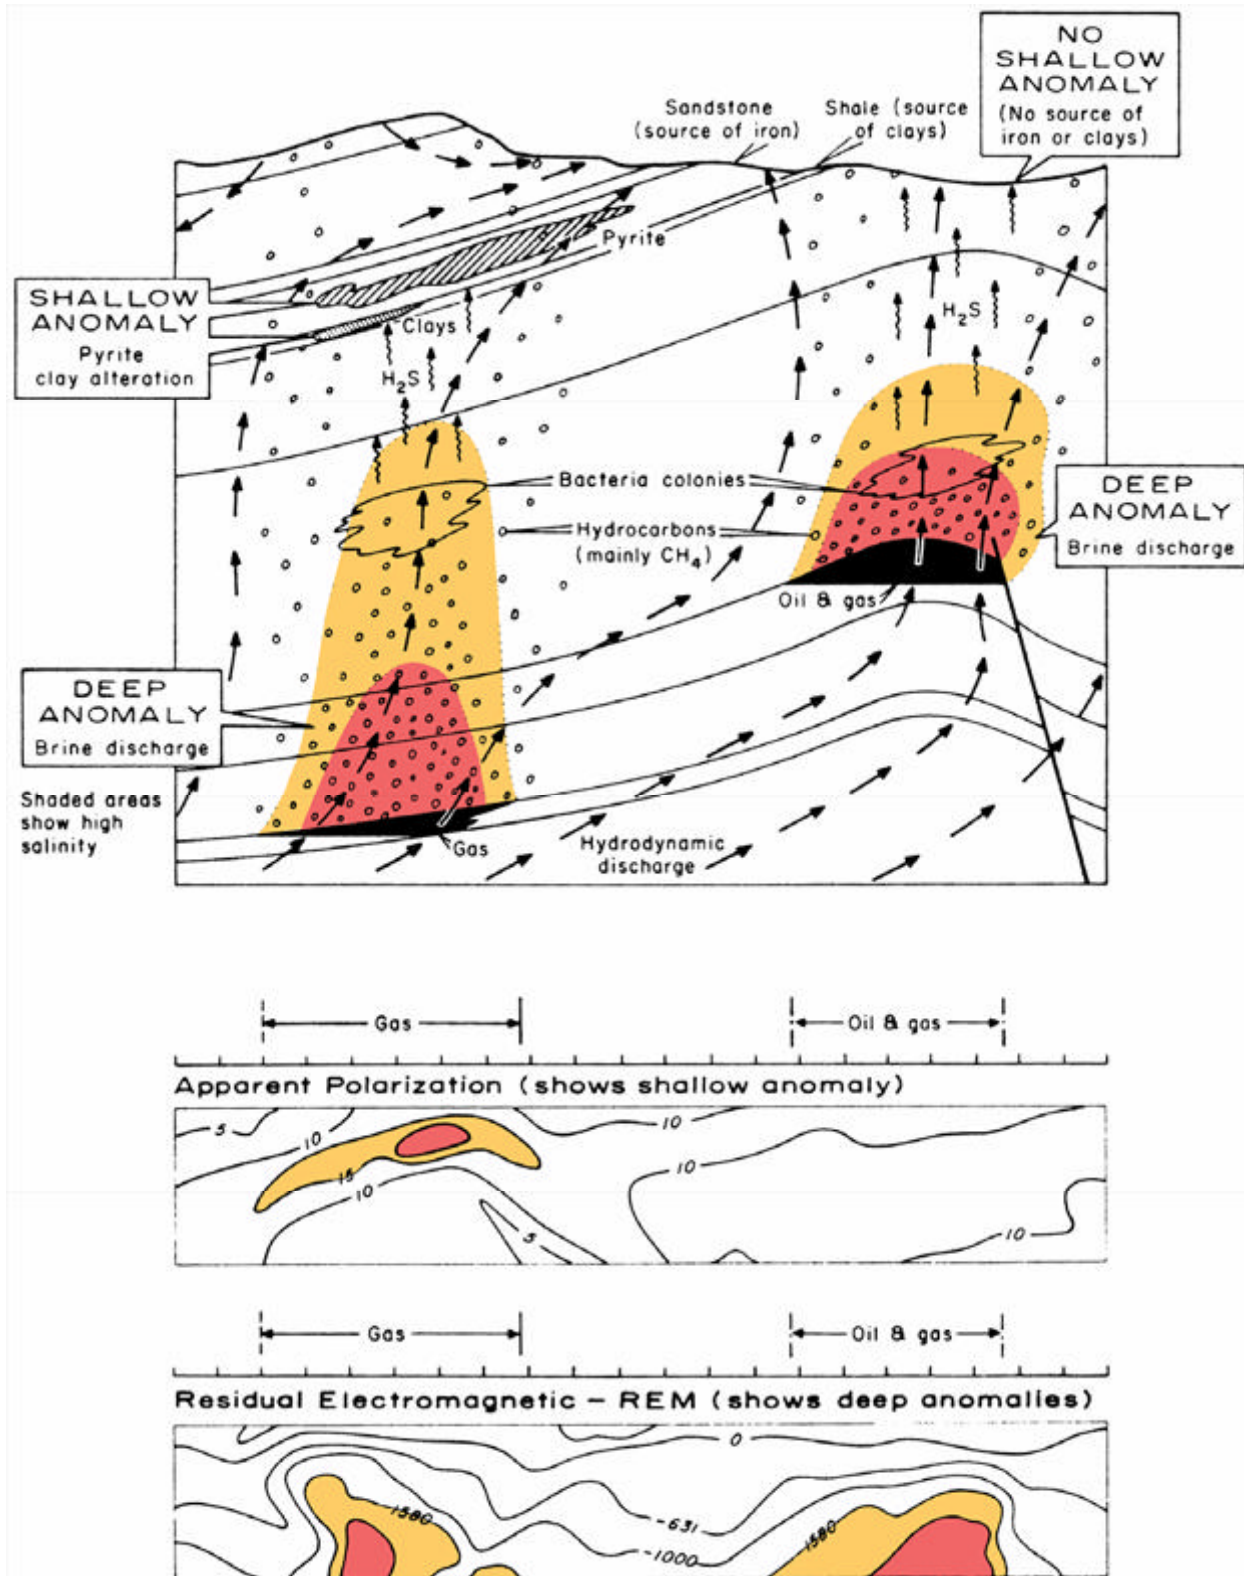 NO
SHALLOW
ANOMALY
(No source of
iron or clays)
Sandstone
(source of iron)
Shale (source
of clays)
Pyrite
SHALLOW
ANOMALY
Pyrite
clay alteration
Clays
H2S
H2S
Bacteria colonies
Hydrocarbons
(mainly CH4)
DEEP
ANOMALY
Brine discharge
Oil & gas
DEEP
ANOMALY
Brine discharge
Shaded areas
show high
salinity
Gas
Hydrodynamic
discharge
Gas
Oil & gas
Apparent Polarization (shows shallow anomaly)
5
10
15
10
5
10
10
10
Gas
Oil & gas
Residual Electromagnetic – REM (shows deep anomalies)
0
1580
-631
-1000
1580